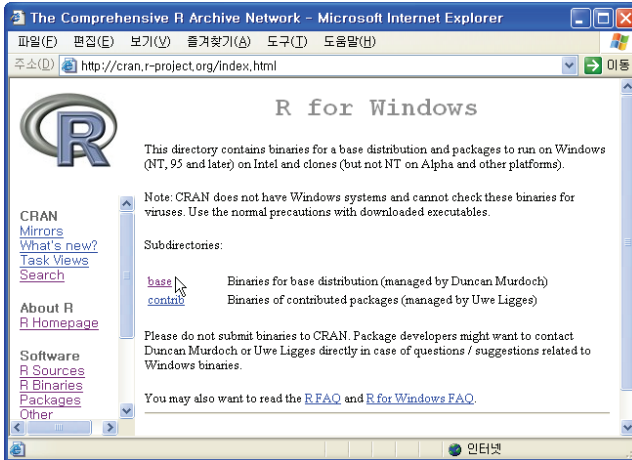 The Comprehensive R Archive Network - Microsoft Internet Explorer
파일(F) 편집(E) 보기(V) 즐겨찾기(A) 도구(T) 도움말(H)
주소(D) http://cran.r-project.org/index.html 이동
R
CRAN
Mirrors
What's new?
Task Views
Search
About R
R Homepage
Software
R Sources
R Binaries
Packages
Other
R for Windows
This directory contains binaries for a base distribution and packages to run on Windows
(NT, 95 and later) on Intel and clones (but not NT on Alpha and other platforms).
Note: CRAN does not have Windows systems and cannot check these binaries for
viruses. Use the normal precautions with downloaded executables.
Subdirectories:
base Binaries for base distribution (managed by Duncan Murdoch)
contrib Binaries of contributed packages (managed by Uwe Ligges)
Please do not submit binaries to CRAN. Package developers might want to contact
Duncan Murdoch or Uwe Ligges directly in case of questions / suggestions related to
Windows binaries.
You may also want to read the R FAQ and R for Windows FAQ.
인터넷